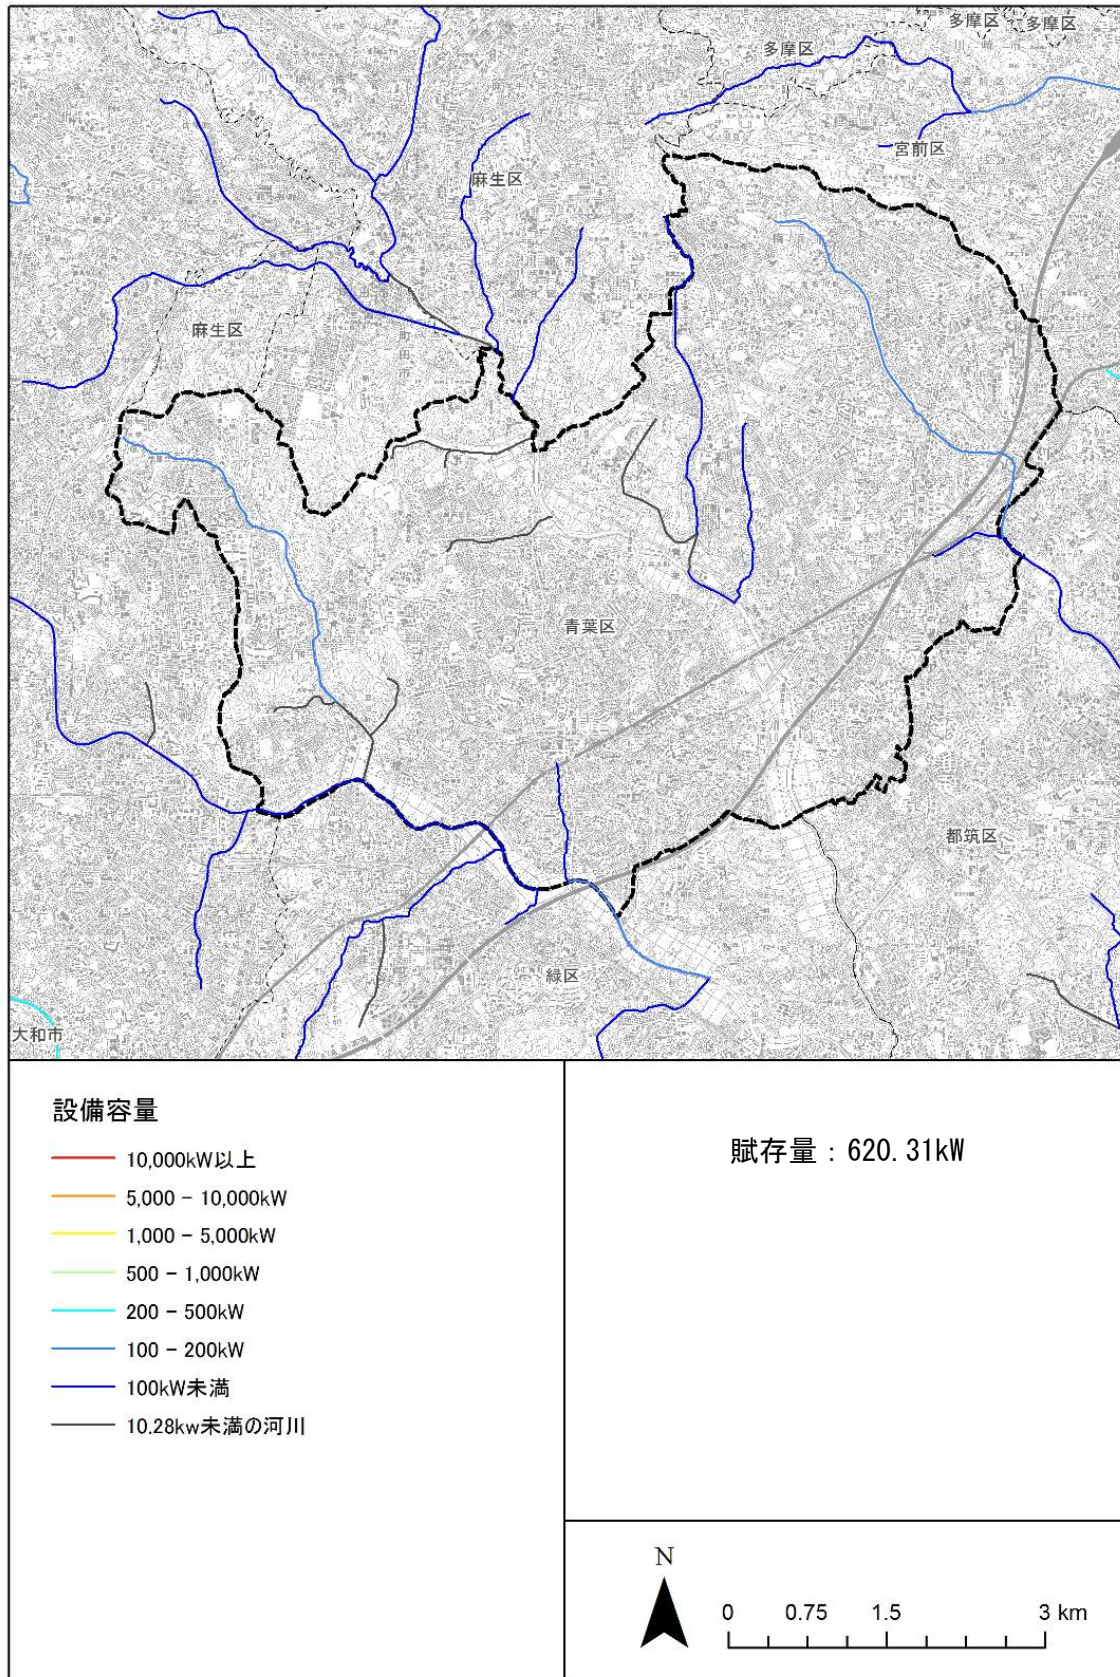 多摩区
多摩区
多摩区
宮前区
麻生区
麻生区
青葉区
都筑区
緑区
大和市
設備容量
10,000kW以上
5,000 - 10,000kW
1,000 - 5,000kW
500 - 1,000kW
200 - 500kW
100 - 200kW
100kW未満
10.28kw未満の河川
賦存量：620.31kW
N
0 0.75 1.5 3 km